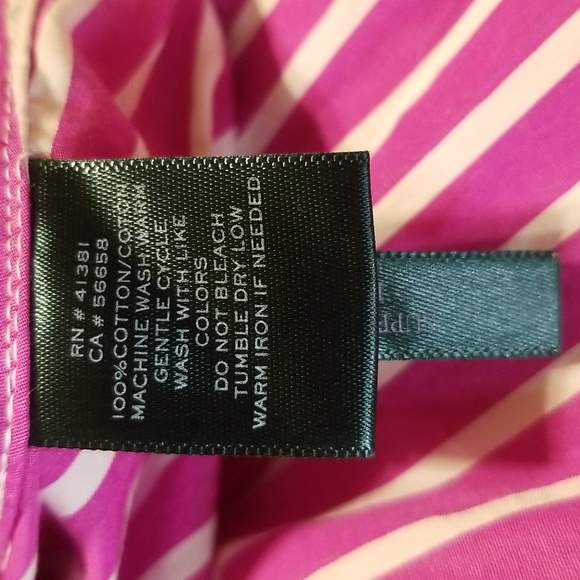 RN # 41381
CA # 56658
100%COTTON/COTTON
MACHINE WASH WARM
GENTLE CYCLE
WASH WITH LIKE
COLORS
DO NOT BLEACH
TUMBLE DRY LOW
WARM IRON IF NEEDED